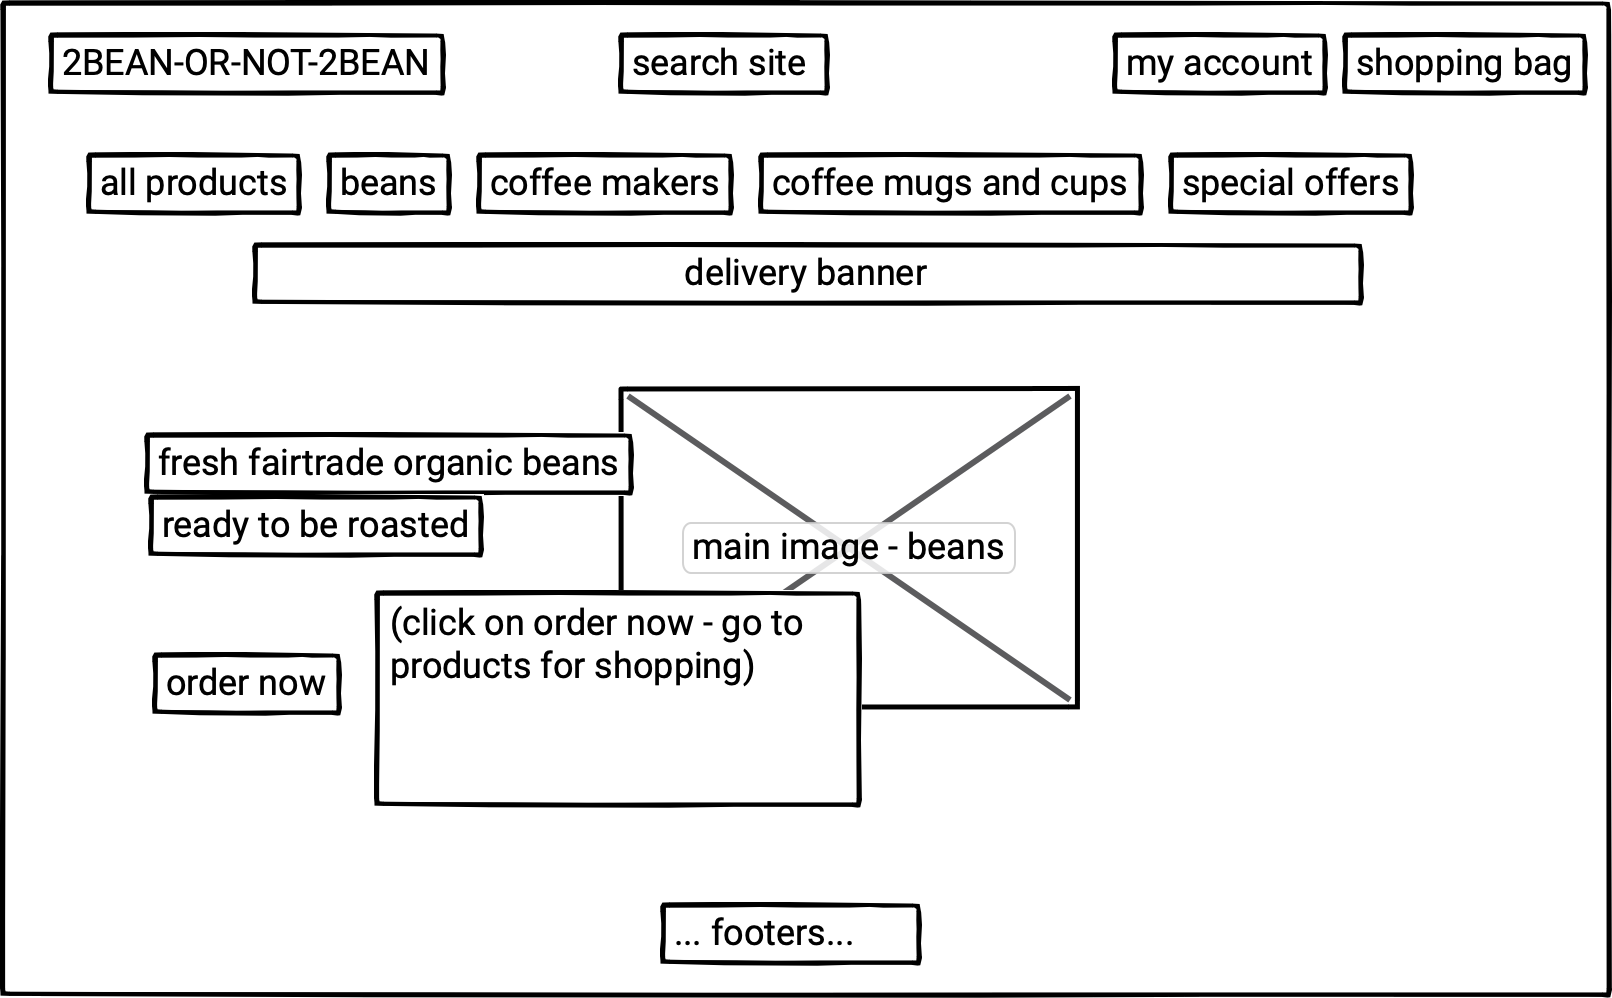 2BEAN-OR-NOT-2BEAN
search site
my account
shopping bag
all products
beans
coffee makers
coffee mugs and cups
special offers
delivery banner
fresh fairtrade organic beans
ready to be roasted
main image - beans
(click on order now - go to
products for shopping)
order now
... footers...